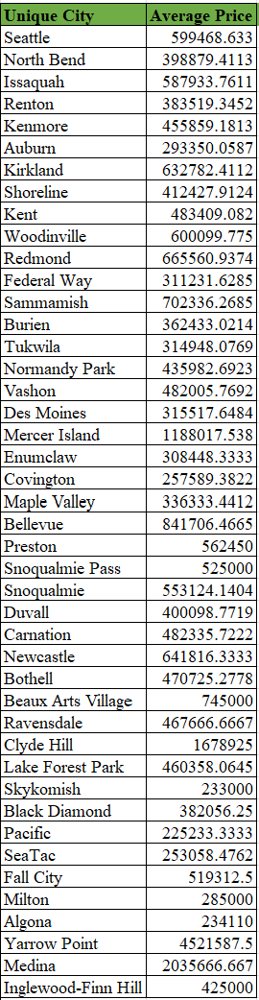 Unique City Average Price
Seattle 599468.633
North Bend 398879.4113
Issaquah 587933.7611
Renton 383519.3452
Kenmore 455859.1813
Auburn 293350.0587
Kirkland 632782.4112
Shoreline 412427.9124
Kent 483409.082
Woodinville 600099.775
Redmond 665560.9374
Federal Way 311231.6285
Sammamish 702336.2685
Burien 362433.0214
Tukwila 314948.0769
Normandy Park 435982.6923
Vashon 482005.7692
Des Moines 315517.6484
Mercer Island 1188017.538
Enumclaw 308448.3333
Covington 257589.3822
Maple Valley 336333.4412
Bellevue 841706.4665
Preston 562450
Snoqualmie Pass 525000
Snoqualmie 553124.1404
Duvall 400098.7719
Carnation 482335.7222
Newcastle 641816.3333
Bothell 470725.2778
Beaux Arts Village 745000
Ravensdale 467666.6667
Clyde Hill 1678925
Lake Forest Park 460358.0645
Skykomish 233000
Black Diamond 382056.25
Pacific 225233.3333
SeaTac 253058.4762
Fall City 519312.5
Milton 285000
Algona 234110
Yarrow Point 4521587.5
Medina 2035666.667
Inglewood-Finn Hill 425000